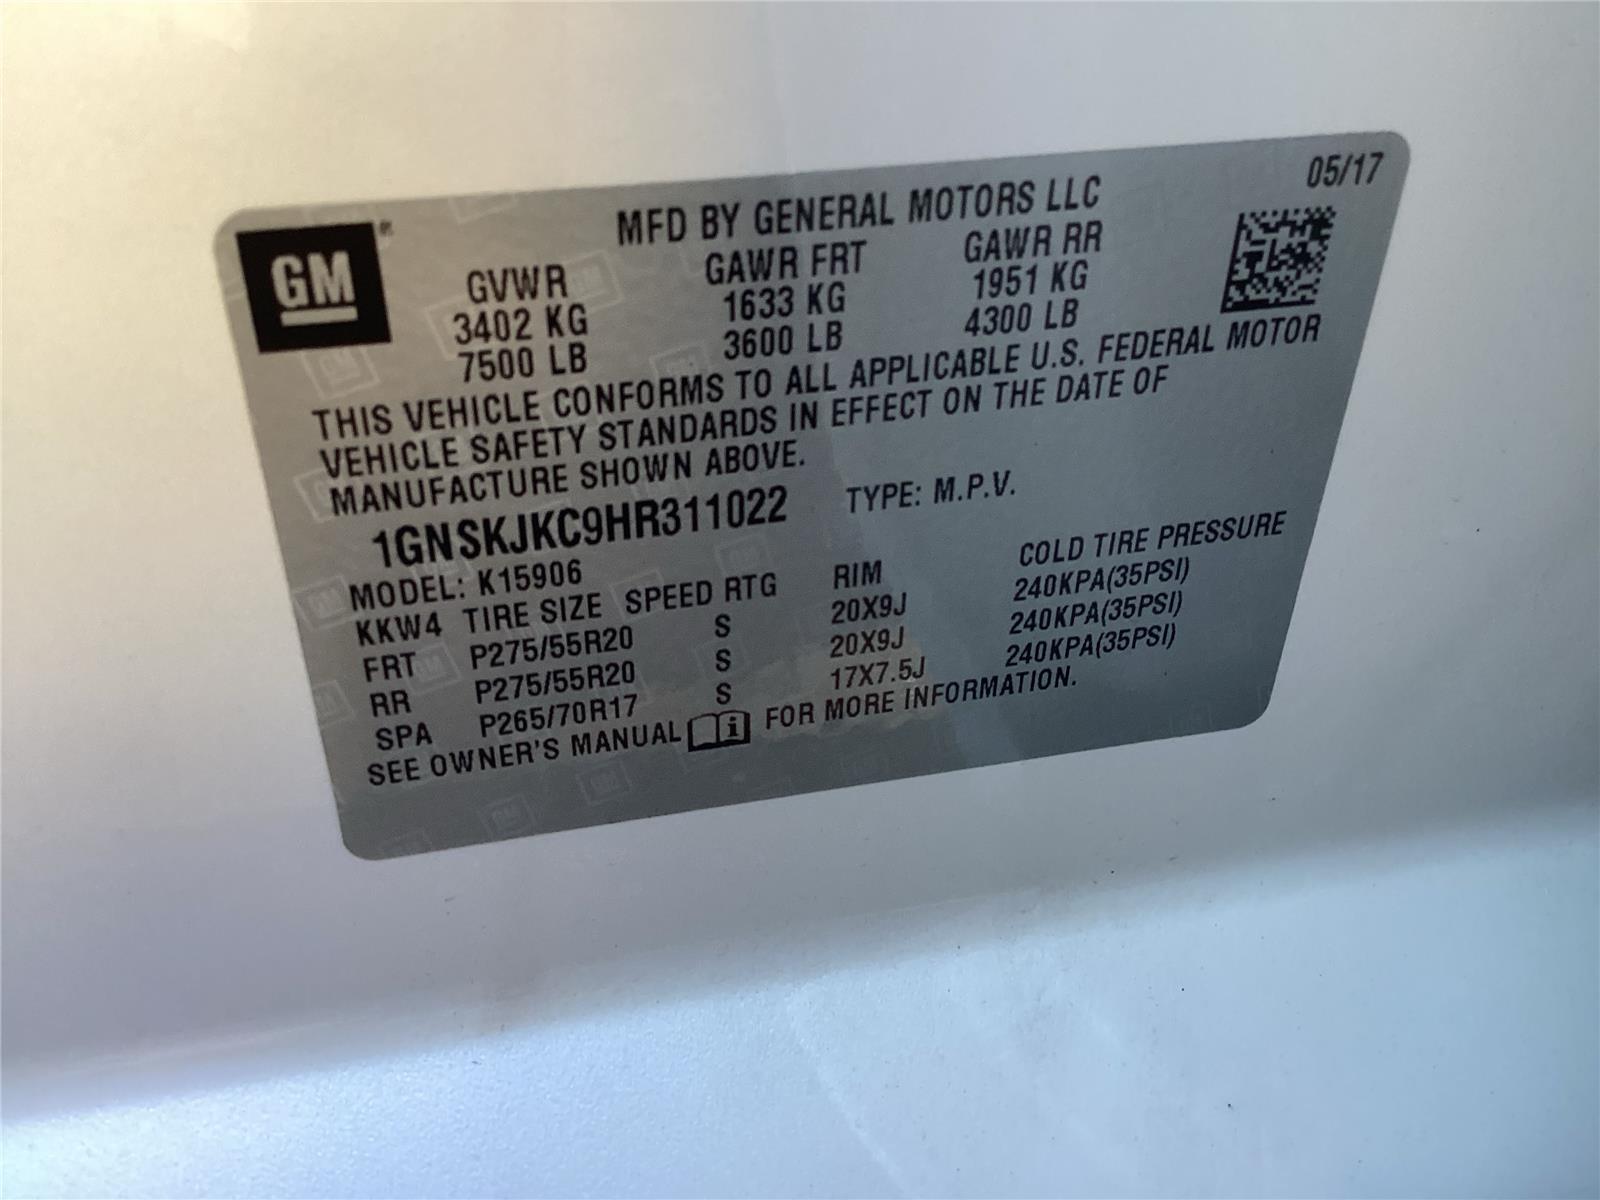 GM
MFD BY GENERAL MOTORS LLC 05/17
GVWR GAWR FRT GAWR RR
3402 KG 1633 KG 1951 KG
7500 LB 3600 LB 4300 LB
THIS VEHICLE CONFORMS TO ALL APPLICABLE U.S. FEDERAL MOTOR
VEHICLE SAFETY STANDARDS IN EFFECT ON THE DATE OF
MANUFACTURE SHOWN ABOVE.
1GNSKJKC9HR311022 TYPE: M.P.V.
MODEL: K15906
KKW4 TIRE SIZE SPEED RTG RIM COLD TIRE PRESSURE
FRT P275/55R20 S 20X9J 240KPA(35PSI)
RR P275/55R20 S 20X9J 240KPA(35PSI)
SPA P265/70R17 S 17X7.5J 240KPA(35PSI)
SEE OWNER'S MANUAL i FOR MORE INFORMATION.